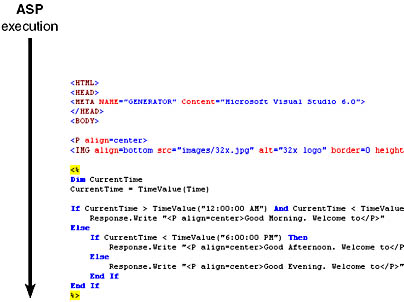 ASP
execution
<HTML>
<HEAD>
<META NAME="GENERATOR" Content="Microsoft Visual Studio 6.0">
</HEAD>
<BODY>
<P align=center>
<IMG align=bottom src="images/32x.jpg" alt="32x logo" border=0 height
<%
Dim CurrentTime
CurrentTime = TimeValue(Time)
If CurrentTime > TimeValue("12:00:00 AM") And CurrentTime < TimeValue
Response.Write "<P align=center>Good Morning. Welcome to</P>"
Else
If CurrentTime < TimeValue("6:00:00 PM") Then
Response.Write "<P align=center>Good Afternoon. Welcome to</P
Else
Response.Write "<P align=center>Good Evening. Welcome to</P>"
End If
End If
%>